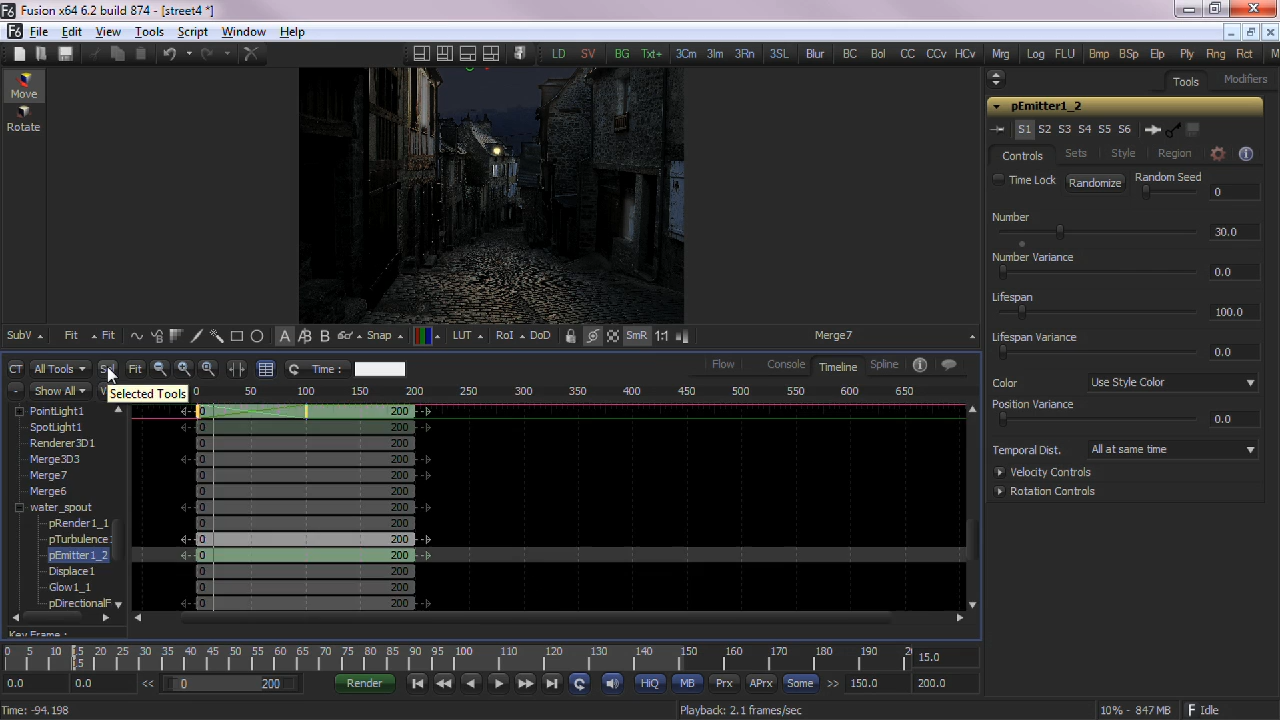 Fusion x64 6.2 build 874 - [street4 *]
File Edit View Tools Script Window Help
LD SV BG Txt+ 3Cm 3Im 3Rn 3SL Blur BC Bol CC CCv HCv Mrg Log FLU Bmp BSp Elp Ply Rng Rct
Move
Rotate
Tools Modifiers
pEmitter1_2
S1 S2 S3 S4 S5 S6
Controls Sets Style Region
Time Lock Randomize Random Seed 0
Number 30.0
Number Variance 0.0
Lifespan 100.0
Lifespan Variance 0.0
Color Use Style Color
Position Variance 0.0
Temporal Dist. All at same time
Velocity Controls
Rotation Controls
SubV Fit Fit A A B Snap LUT RoI DoD SmR 1:1 Merge7
Flow Console Timeline Spline
CT All Tools Fit Time :
Selected Tools
- Show All 0 50 100 150 200 250 300 350 400 450 500 550 600 650
PointLight1 0 200
SpotLight1 0 200
Renderer3D1 0 200
Merge3D3 0 200
Merge7 0 200
Merge6 0 200
water_spout 0 200
pRender1_1 0 200
pTurbulence 0 200
pEmitter1_2 0 200
Displace1 0 200
Glow1_1 0 200
pDirectionalF 0 200
Key Frame :
0 5 10 15 20 25 30 35 40 45 50 55 60 65 70 75 80 85 90 95 100 110 120 130 140 150 160 170 180 190 15.0
15
0.0 0.0 << 0 200 Render HiQ MB Prx APrx Some >> 150.0 200.0
Time: -94.198 Playback: 2.1 frames/sec 10% - 847 MB Idle